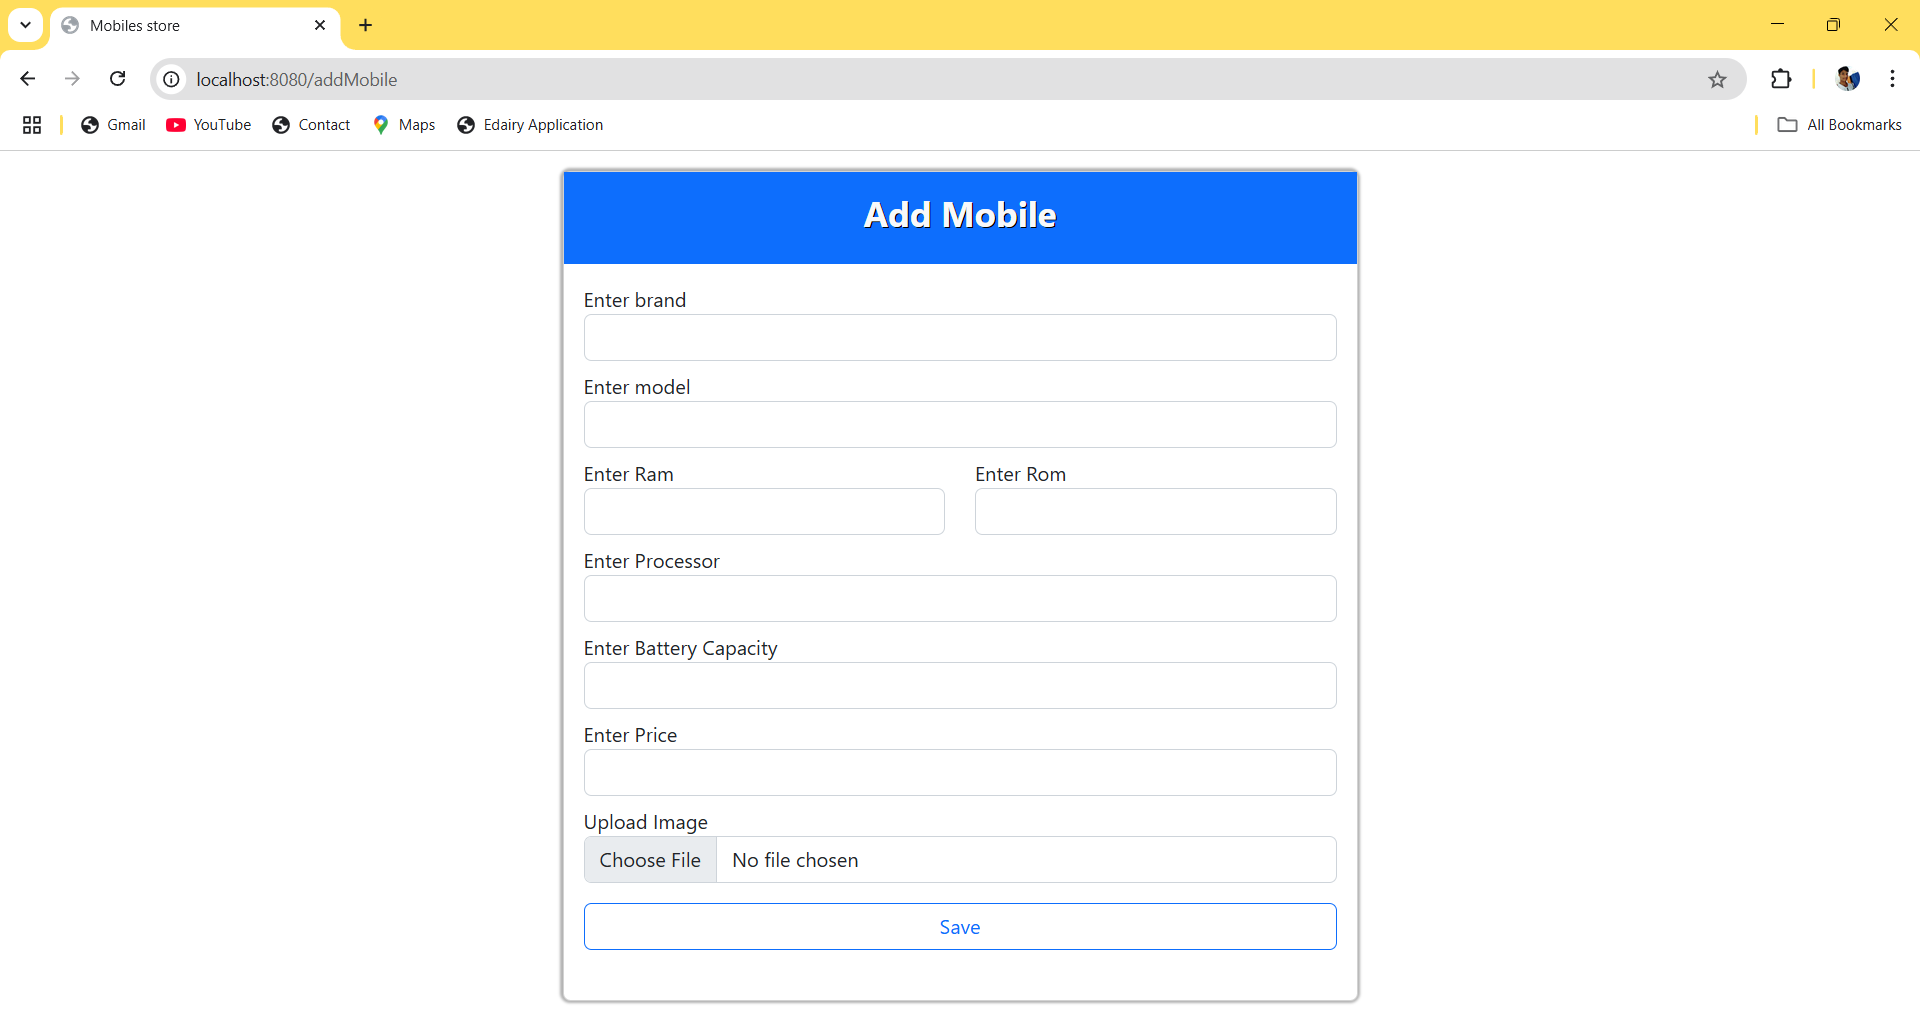 Mobiles store
localhost:8080/addMobile
Gmail YouTube Contact Maps Edairy Application All Bookmarks
Add Mobile
Enter brand
Enter model
Enter Ram Enter Rom
Enter Processor
Enter Battery Capacity
Enter Price
Upload Image
Choose File No file chosen
Save